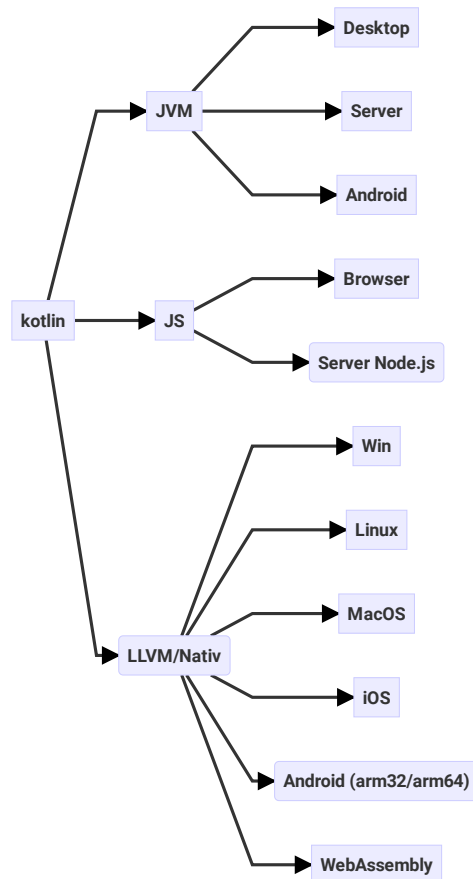 Desktop
JVM
Server
Android
Browser
kotlin
JS
Server Node.js
Win
Linux
MacOS
LLVM/Nativ
iOS
Android (arm32/arm64)
WebAssembly